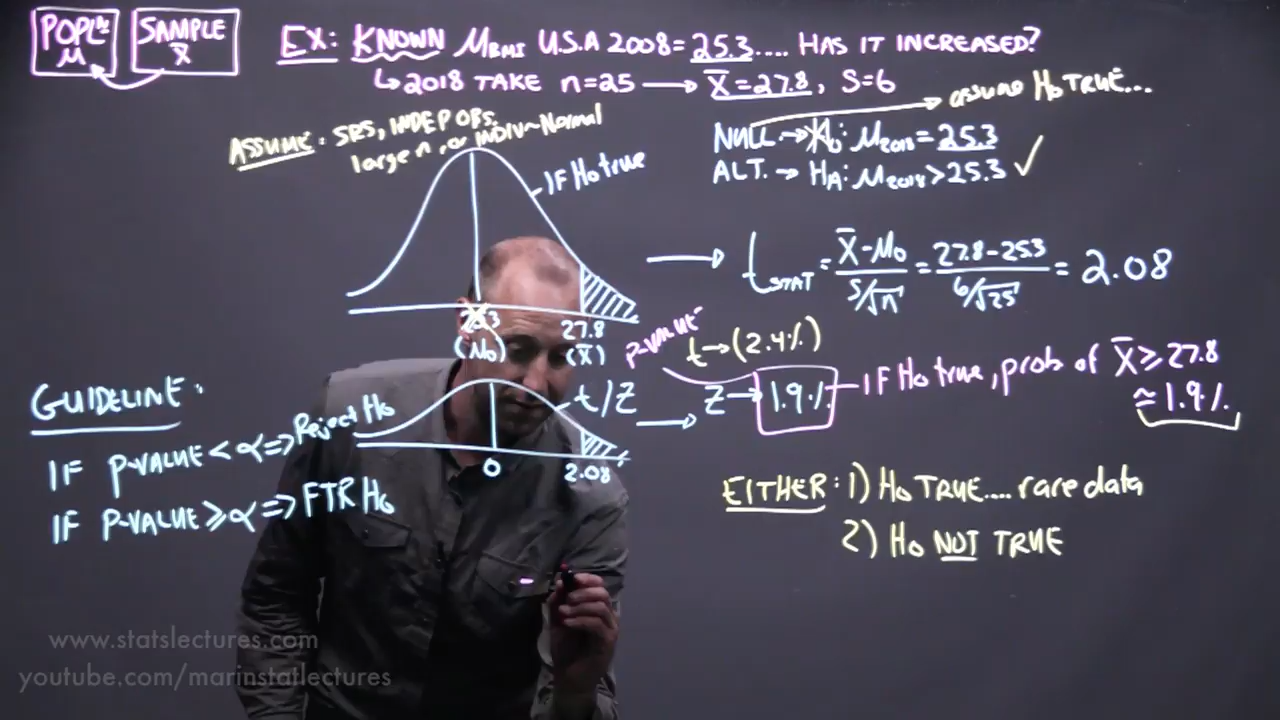 POPLN SAMPLE
μ x̄
EX: KNOWN μBMI U.S.A 2008 = 25.3.... HAS IT INCREASED?
↳ 2018 TAKE n=25 → x̄=27.8, S=6
ASSUME: SRS, INDEP OBS.
large n, or INDIV~Normal
assume H0 TRUE...
NULL → H0: μ2018 = 25.3
ALT. → HA: μ2018 > 25.3 ✓
IF H0 true
→ tSTAT = (x̄-μ0)/(s/√n) = (27.8-25.3)/(6/√25) = 2.08
25.3 27.8
(μ0) (x̄)
P-VALUE t→(2.4%)
t/Z → Z→ 1.9% — IF H0 true, prob of x̄ ≥ 27.8
≈ 1.9%
0 2.08
GUIDELINE:
IF P-VALUE < α ⇒ Reject H0
IF P-VALUE ≥ α ⇒ FTR H0
EITHER: 1) H0 TRUE.... rare data
2) H0 NOT TRUE
www.statslectures.com
youtube.com/marinstatlectures